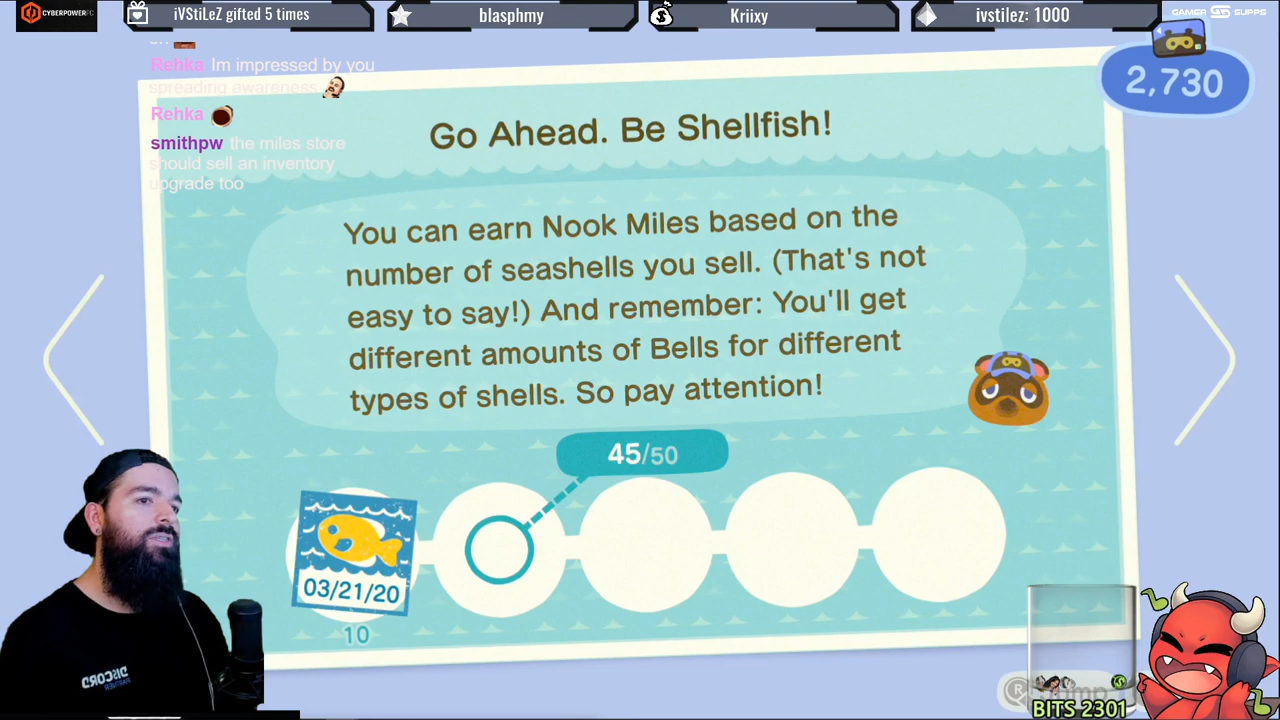 CYBERPOWERPC
iVStiLeZ gifted 5 times
blasphmy
Kriixy
ivstilez: 1000
GAMER SUPPS
Rehka Im impressed by you
spreading awareness
Rehka
smithpw the miles store
should sell an inventory
upgrade too
2,730
Go Ahead. Be Shellfish!
You can earn Nook Miles based on the
number of seashells you sell. (That's not
easy to say!) And remember: You'll get
different amounts of Bells for different
types of shells. So pay attention!
45/50
03/21/20
10
DISCORD
BITS 2301